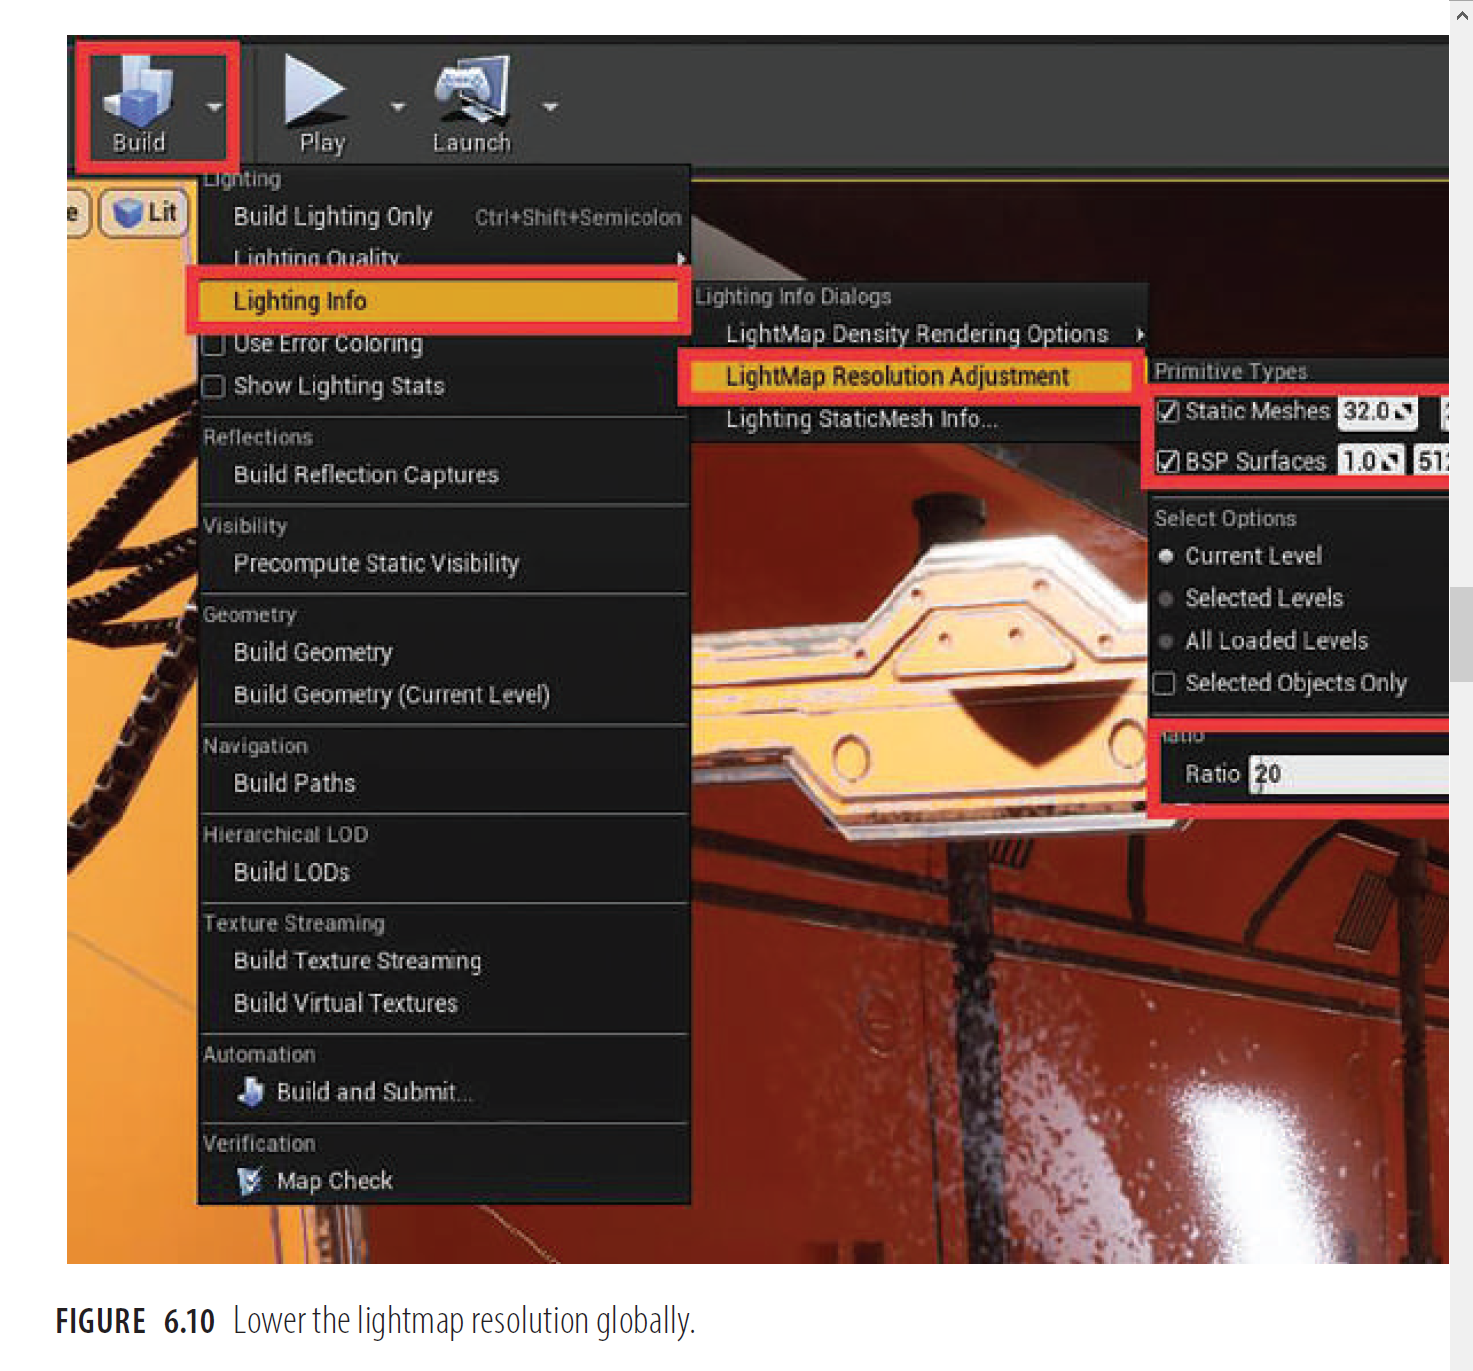 Build
Play
Launch
e
Lit
Lighting
Build Lighting Only Ctrl+Shift+Semicolon
Lighting Quality
Lighting Info
Use Error Coloring
Show Lighting Stats
Reflections
Build Reflection Captures
Visibility
Precompute Static Visibility
Geometry
Build Geometry
Build Geometry (Current Level)
Navigation
Build Paths
Hierarchical LOD
Build LODs
Texture Streaming
Build Texture Streaming
Build Virtual Textures
Automation
Build and Submit...
Verification
Map Check
Lighting Info Dialogs
LightMap Density Rendering Options
LightMap Resolution Adjustment
Lighting StaticMesh Info...
Primitive Types
Static Meshes 32.0
BSP Surfaces 1.0 512
Select Options
Current Level
Selected Levels
All Loaded Levels
Selected Objects Only
Ratio
Ratio 20
FIGURE 6.10 Lower the lightmap resolution globally.